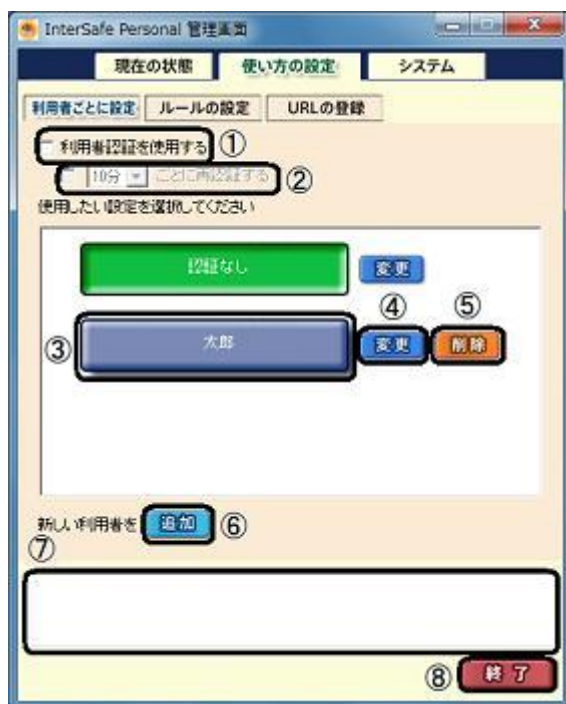 InterSafe Personal 管理画面
現在の状態 使い方の設定 システム
利用者ごとに設定 ルールの設定 URLの登録
利用者認証を使用する ①
10分 ごとに再認証する ②
使用したい設定を選択してください
認証なし 変更
④ ⑤
③ 太郎 変更 削除
新しい利用者を 追加 ⑥
⑦
⑧ 終了